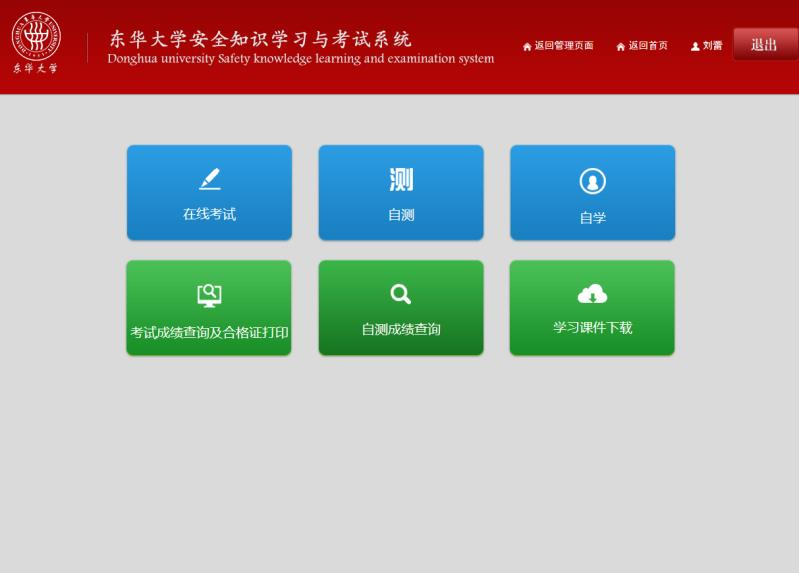 东华大学
东华大学安全知识学习与考试系统
Donghua university Safety knowledge learning and examination system
返回管理页面
返回首页
刘蕾
退出
在线考试
测
自测
自学
考试成绩查询及合格证打印
自测成绩查询
学习课件下载